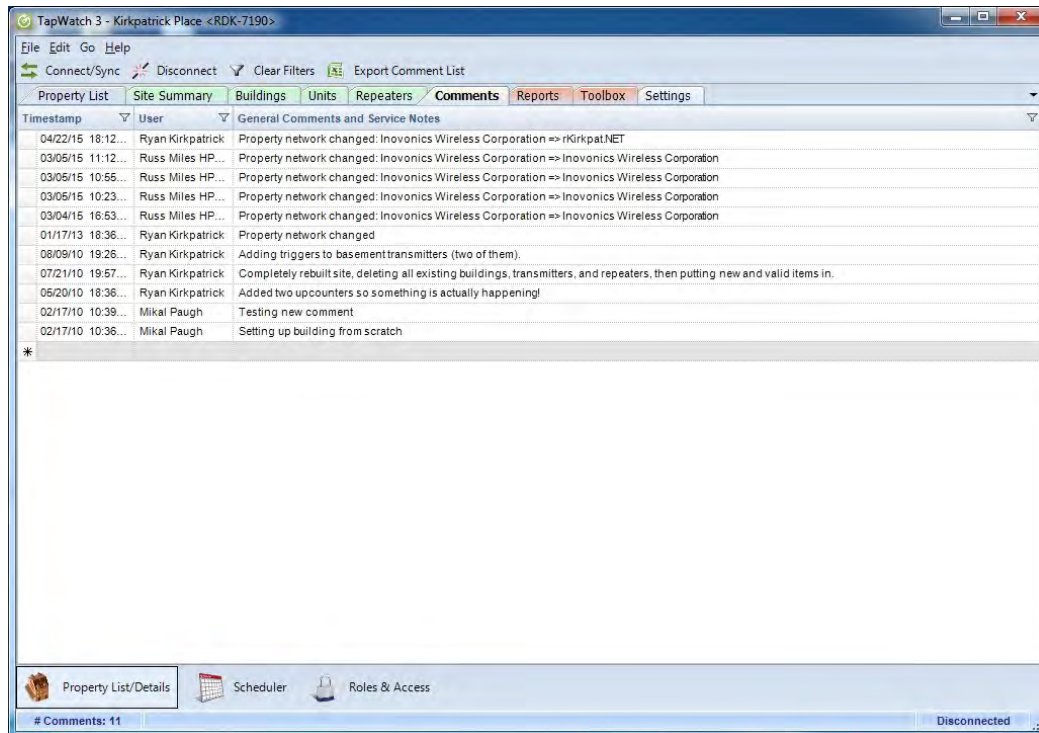 TapWatch 3 - Kirkpatrick Place <RDK-7190>
File Edit Go Help
Connect/Sync Disconnect Clear Filters Export Comment List
Property List Site Summary Buildings Units Repeaters Comments Reports Toolbox Settings
Timestamp User General Comments and Service Notes
04/22/15 18:12... Ryan Kirkpatrick Property network changed: Inovonics Wireless Corporation => rKirkpat.NET
03/05/15 11:12... Russ Miles HP... Property network changed: Inovonics Wireless Corporation => Inovonics Wireless Corporation
03/05/15 10:55... Russ Miles HP... Property network changed: Inovonics Wireless Corporation => Inovonics Wireless Corporation
03/05/15 10:23... Russ Miles HP... Property network changed: Inovonics Wireless Corporation => Inovonics Wireless Corporation
03/04/15 16:53... Russ Miles HP... Property network changed: Inovonics Wireless Corporation => Inovonics Wireless Corporation
01/17/13 18:36... Ryan Kirkpatrick Property network changed
08/09/10 19:26... Ryan Kirkpatrick Adding triggers to basement transmitters (two of them).
07/21/10 19:57... Ryan Kirkpatrick Completely rebuilt site, deleting all existing buildings, transmitters, and repeaters, then putting new and valid items in.
05/20/10 18:36... Ryan Kirkpatrick Added two upcounters so something is actually happening!
02/17/10 10:39... Mikal Paugh Testing new comment
02/17/10 10:36... Mikal Paugh Setting up building from scratch
Property List/Details Scheduler Roles & Access
# Comments: 11 Disconnected